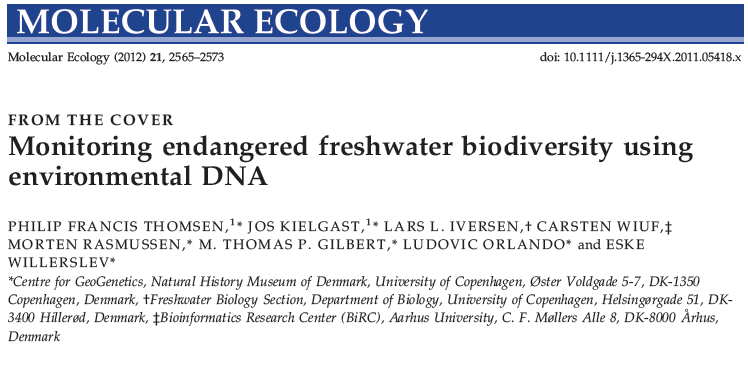 MOLECULAR ECOLOGY
Molecular Ecology (2012) 21, 2565–2573 doi: 10.1111/j.1365-294X.2011.05418.x
FROM THE COVER
Monitoring endangered freshwater biodiversity using
environmental DNA
PHILIP FRANCIS THOMSEN,¹* JOS KIELGAST,¹* LARS L. IVERSEN,† CARSTEN WIUF,‡
MORTEN RASMUSSEN,* M. THOMAS P. GILBERT,* LUDOVIC ORLANDO* and ESKE
WILLERSLEV*
*Centre for GeoGenetics, Natural History Museum of Denmark, University of Copenhagen, Øster Voldgade 5-7, DK-1350
Copenhagen, Denmark, †Freshwater Biology Section, Department of Biology, University of Copenhagen, Helsingørgade 51, DK-
3400 Hillerød, Denmark, ‡Bioinformatics Research Center (BiRC), Aarhus University, C. F. Møllers Alle 8, DK-8000 Århus,
Denmark